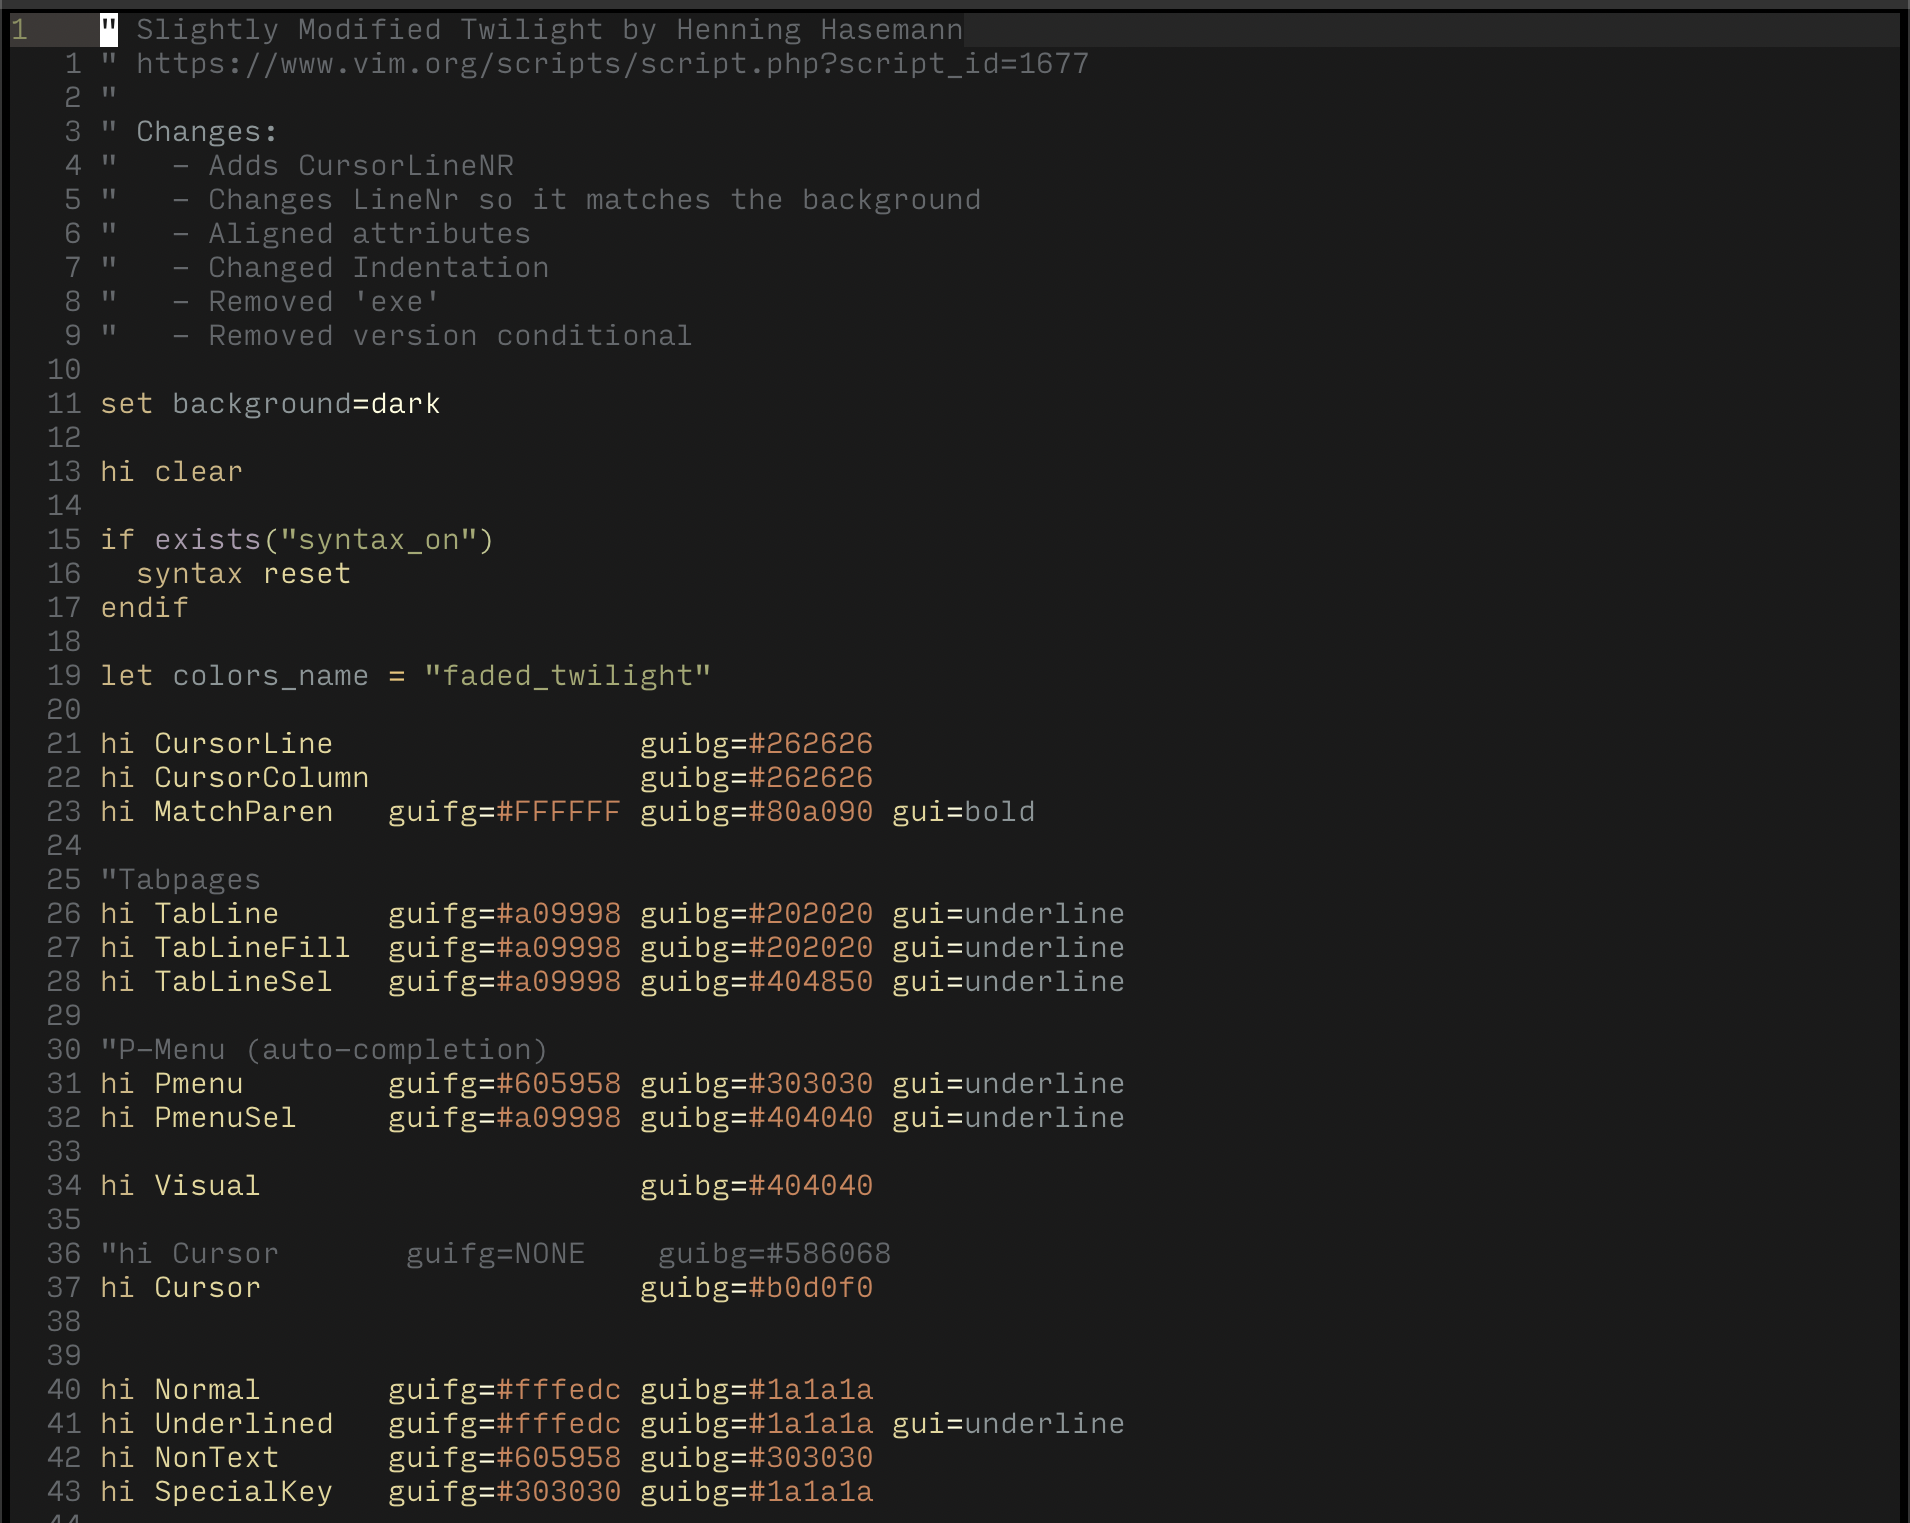 1    " Slightly Modified Twilight by Henning Hasemann
   1 " https://www.vim.org/scripts/script.php?script_id=1677
   2 "
   3 " Changes:
   4 "   - Adds CursorLineNR
   5 "   - Changes LineNr so it matches the background
   6 "   - Aligned attributes
   7 "   - Changed Indentation
   8 "   - Removed 'exe'
   9 "   - Removed version conditional
  10
  11 set background=dark
  12
  13 hi clear
  14
  15 if exists("syntax_on")
  16   syntax reset
  17 endif
  18
  19 let colors_name = "faded_twilight"
  20
  21 hi CursorLine                 guibg=#262626
  22 hi CursorColumn               guibg=#262626
  23 hi MatchParen   guifg=#FFFFFF guibg=#80a090 gui=bold
  24
  25 "Tabpages
  26 hi TabLine      guifg=#a09998 guibg=#202020 gui=underline
  27 hi TabLineFill  guifg=#a09998 guibg=#202020 gui=underline
  28 hi TabLineSel   guifg=#a09998 guibg=#404850 gui=underline
  29
  30 "P-Menu (auto-completion)
  31 hi Pmenu        guifg=#605958 guibg=#303030 gui=underline
  32 hi PmenuSel     guifg=#a09998 guibg=#404040 gui=underline
  33
  34 hi Visual                     guibg=#404040
  35
  36 "hi Cursor       guifg=NONE    guibg=#586068
  37 hi Cursor                     guibg=#b0d0f0
  38
  39
  40 hi Normal       guifg=#fffedc guibg=#1a1a1a
  41 hi Underlined   guifg=#fffedc guibg=#1a1a1a gui=underline
  42 hi NonText      guifg=#605958 guibg=#303030
  43 hi SpecialKey   guifg=#303030 guibg=#1a1a1a
  44